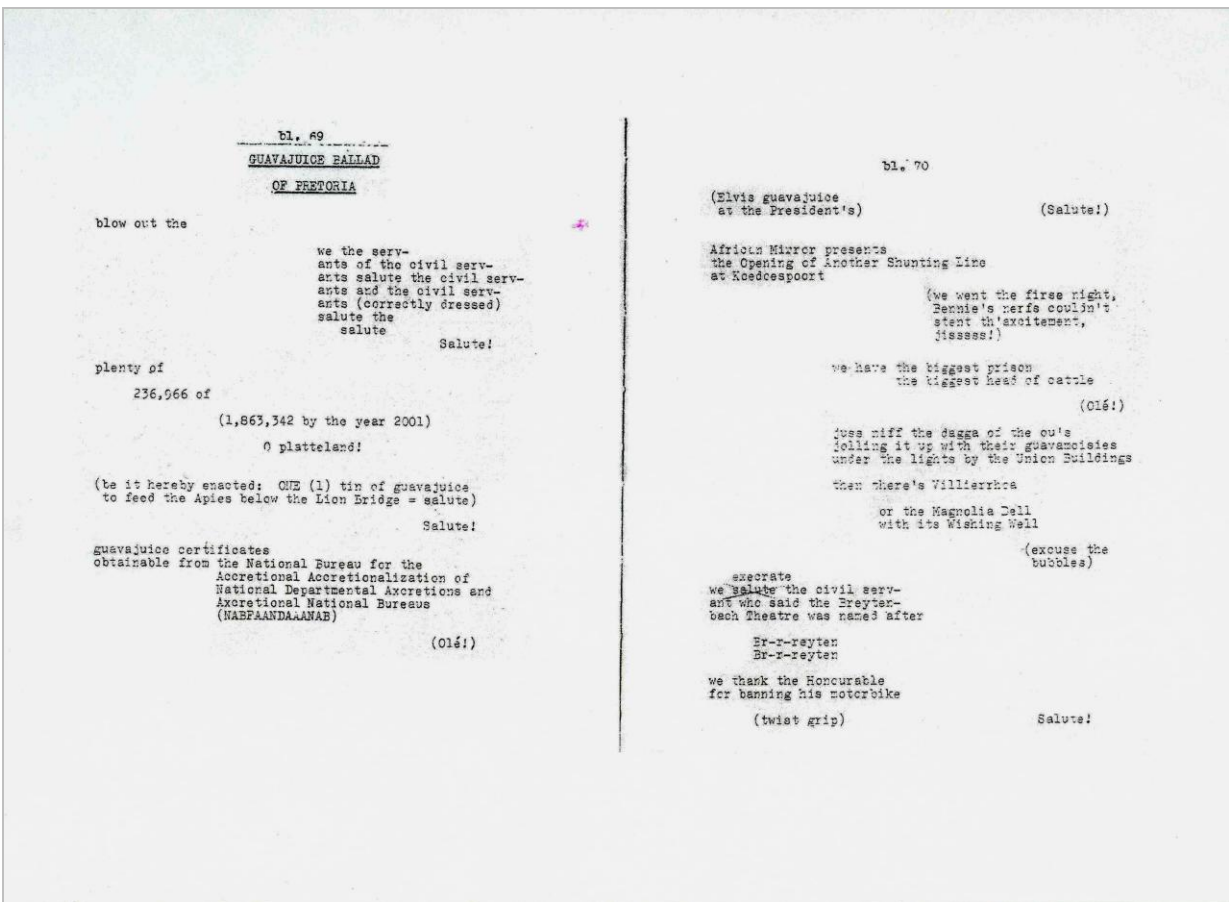 bl. 69
GUAVAJUICE BALLAD
OF PRETORIA
blow out the
we the serv-
ants of the civil serv-
ants salute the civil serv-
ants and the civil serv-
ants (correctly dressed)
salute the
salute
Salute!
plenty of
236,966 of
(1,863,342 by the year 2001)
O platteland!
(be it hereby enacted: ONE (1) tin of guavajuice
to feed the Apies below the Lion Bridge = salute)
Salute!
guavajuice certificates
obtainable from the National Bureau for the
Accretional Accretionalization of
National Departmental Axcretions and
Axcretional National Bureaus
(NABFAANDAAANAB)
(Olé!)
bl. 70
(Elvis guavajuice
at the President's)
(Salute!)
African Mirror presents
the Opening of Another Shunting Line
at Koedoespoort
(we went the firse night,
Bennie's nerfs couldn't
stent th'axcitement,
jisssss!)
we have the biggest prison
the biggest head of cattle
(Olé!)
juss niff the dagga of the ou's
jolling it up with their guavameisies
under the lights by the Union Buildings
then there's Villierrhea
or the Magnolia Dell
with its Wishing Well
(excuse the
bubbles)
execrate
we salute the civil serv-
ant who said the Breyten-
bach Theatre was named after
Br-r-reyten
Br-r-reyten
we thank the Honourable
for banning his motorbike
(twist grip)
Salute!